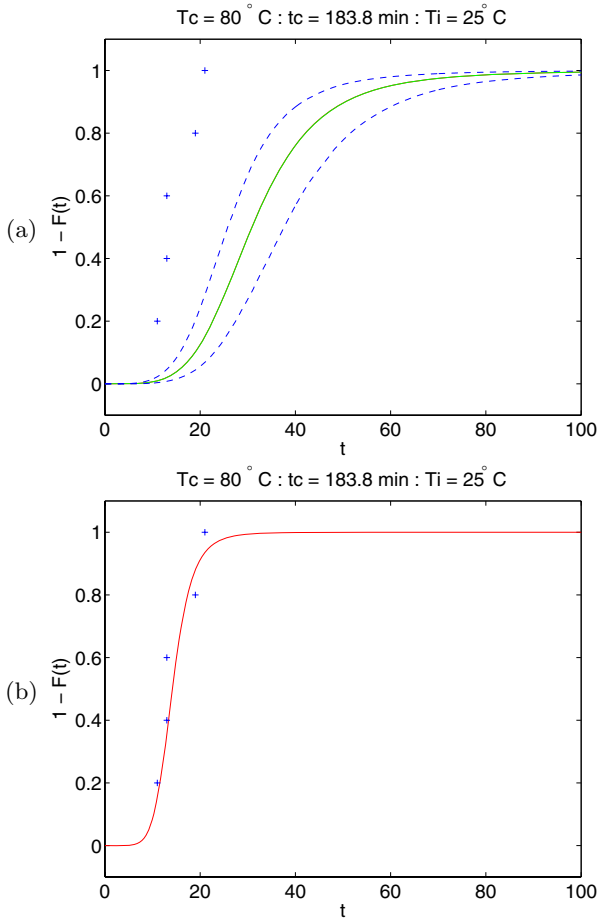 Tc = 80 ° C : tc = 183.8 min : Ti = 25° C
1
0.8
0.6
0.4
0.2
0
1 − F(t)
(a)
0 20 40 60 80 100
t
Tc = 80 ° C : tc = 183.8 min : Ti = 25° C
1
0.8
0.6
0.4
0.2
0
1 − F(t)
(b)
0 20 40 60 80 100
t